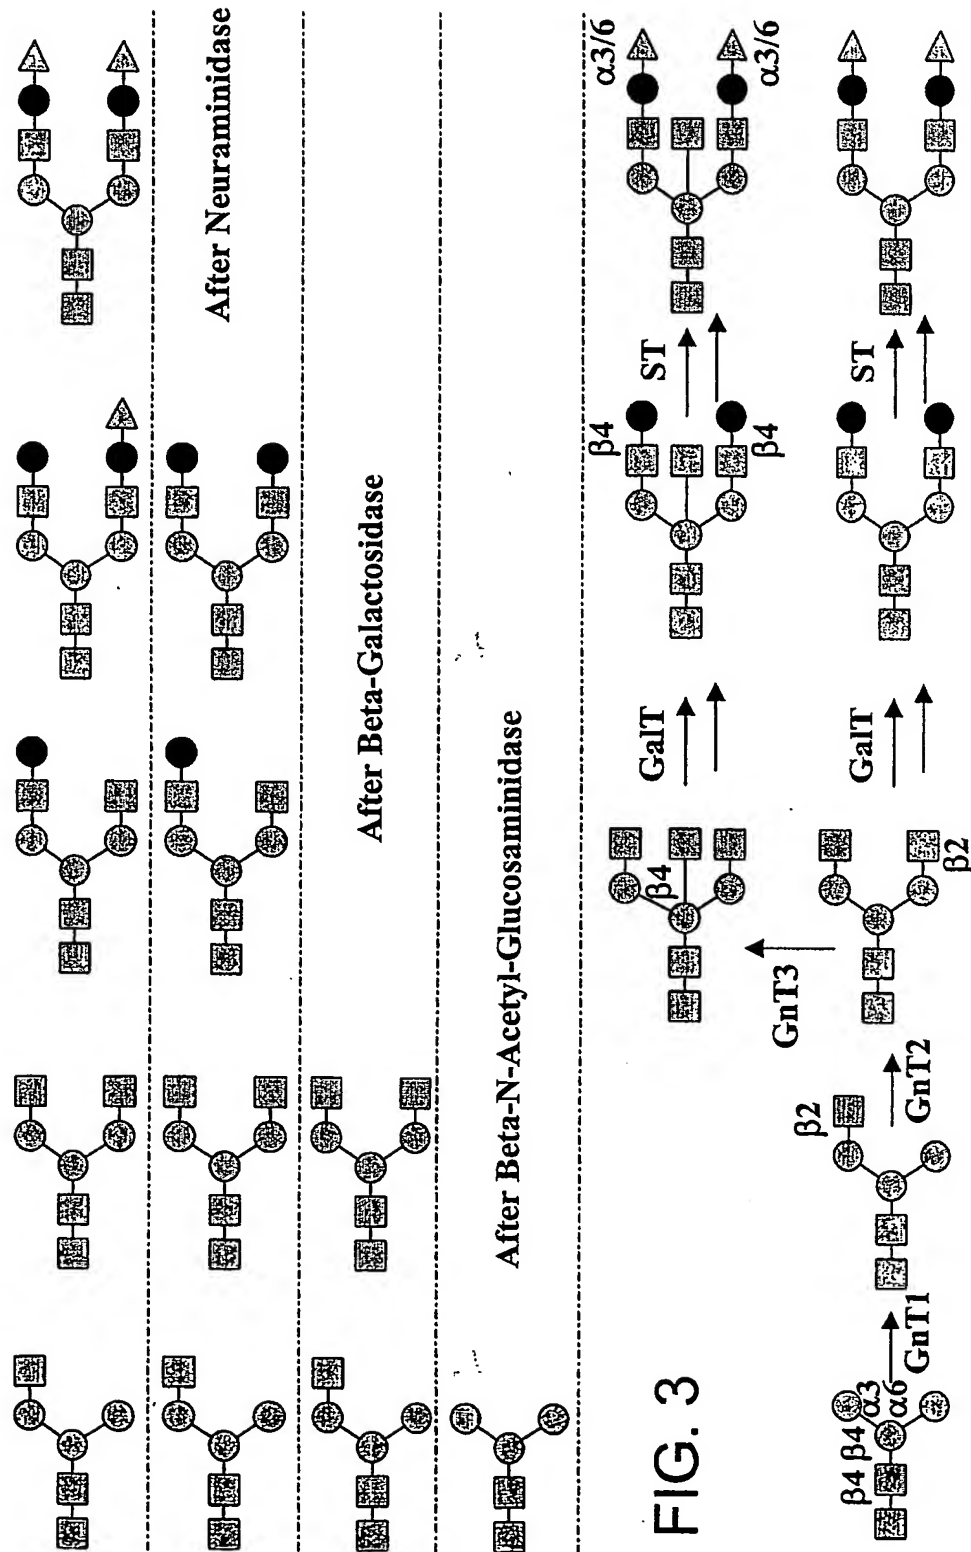 After Neuraminidase
After Beta-Galactosidase
After Beta-N-Acetyl-Glucosaminidase
FIG. 3
β4 β4
α3
α6
GnT1
β2
GnT2
β2
GnT3
β4
GalT
GalT
β4
β4
ST
ST
α3/6
α3/6